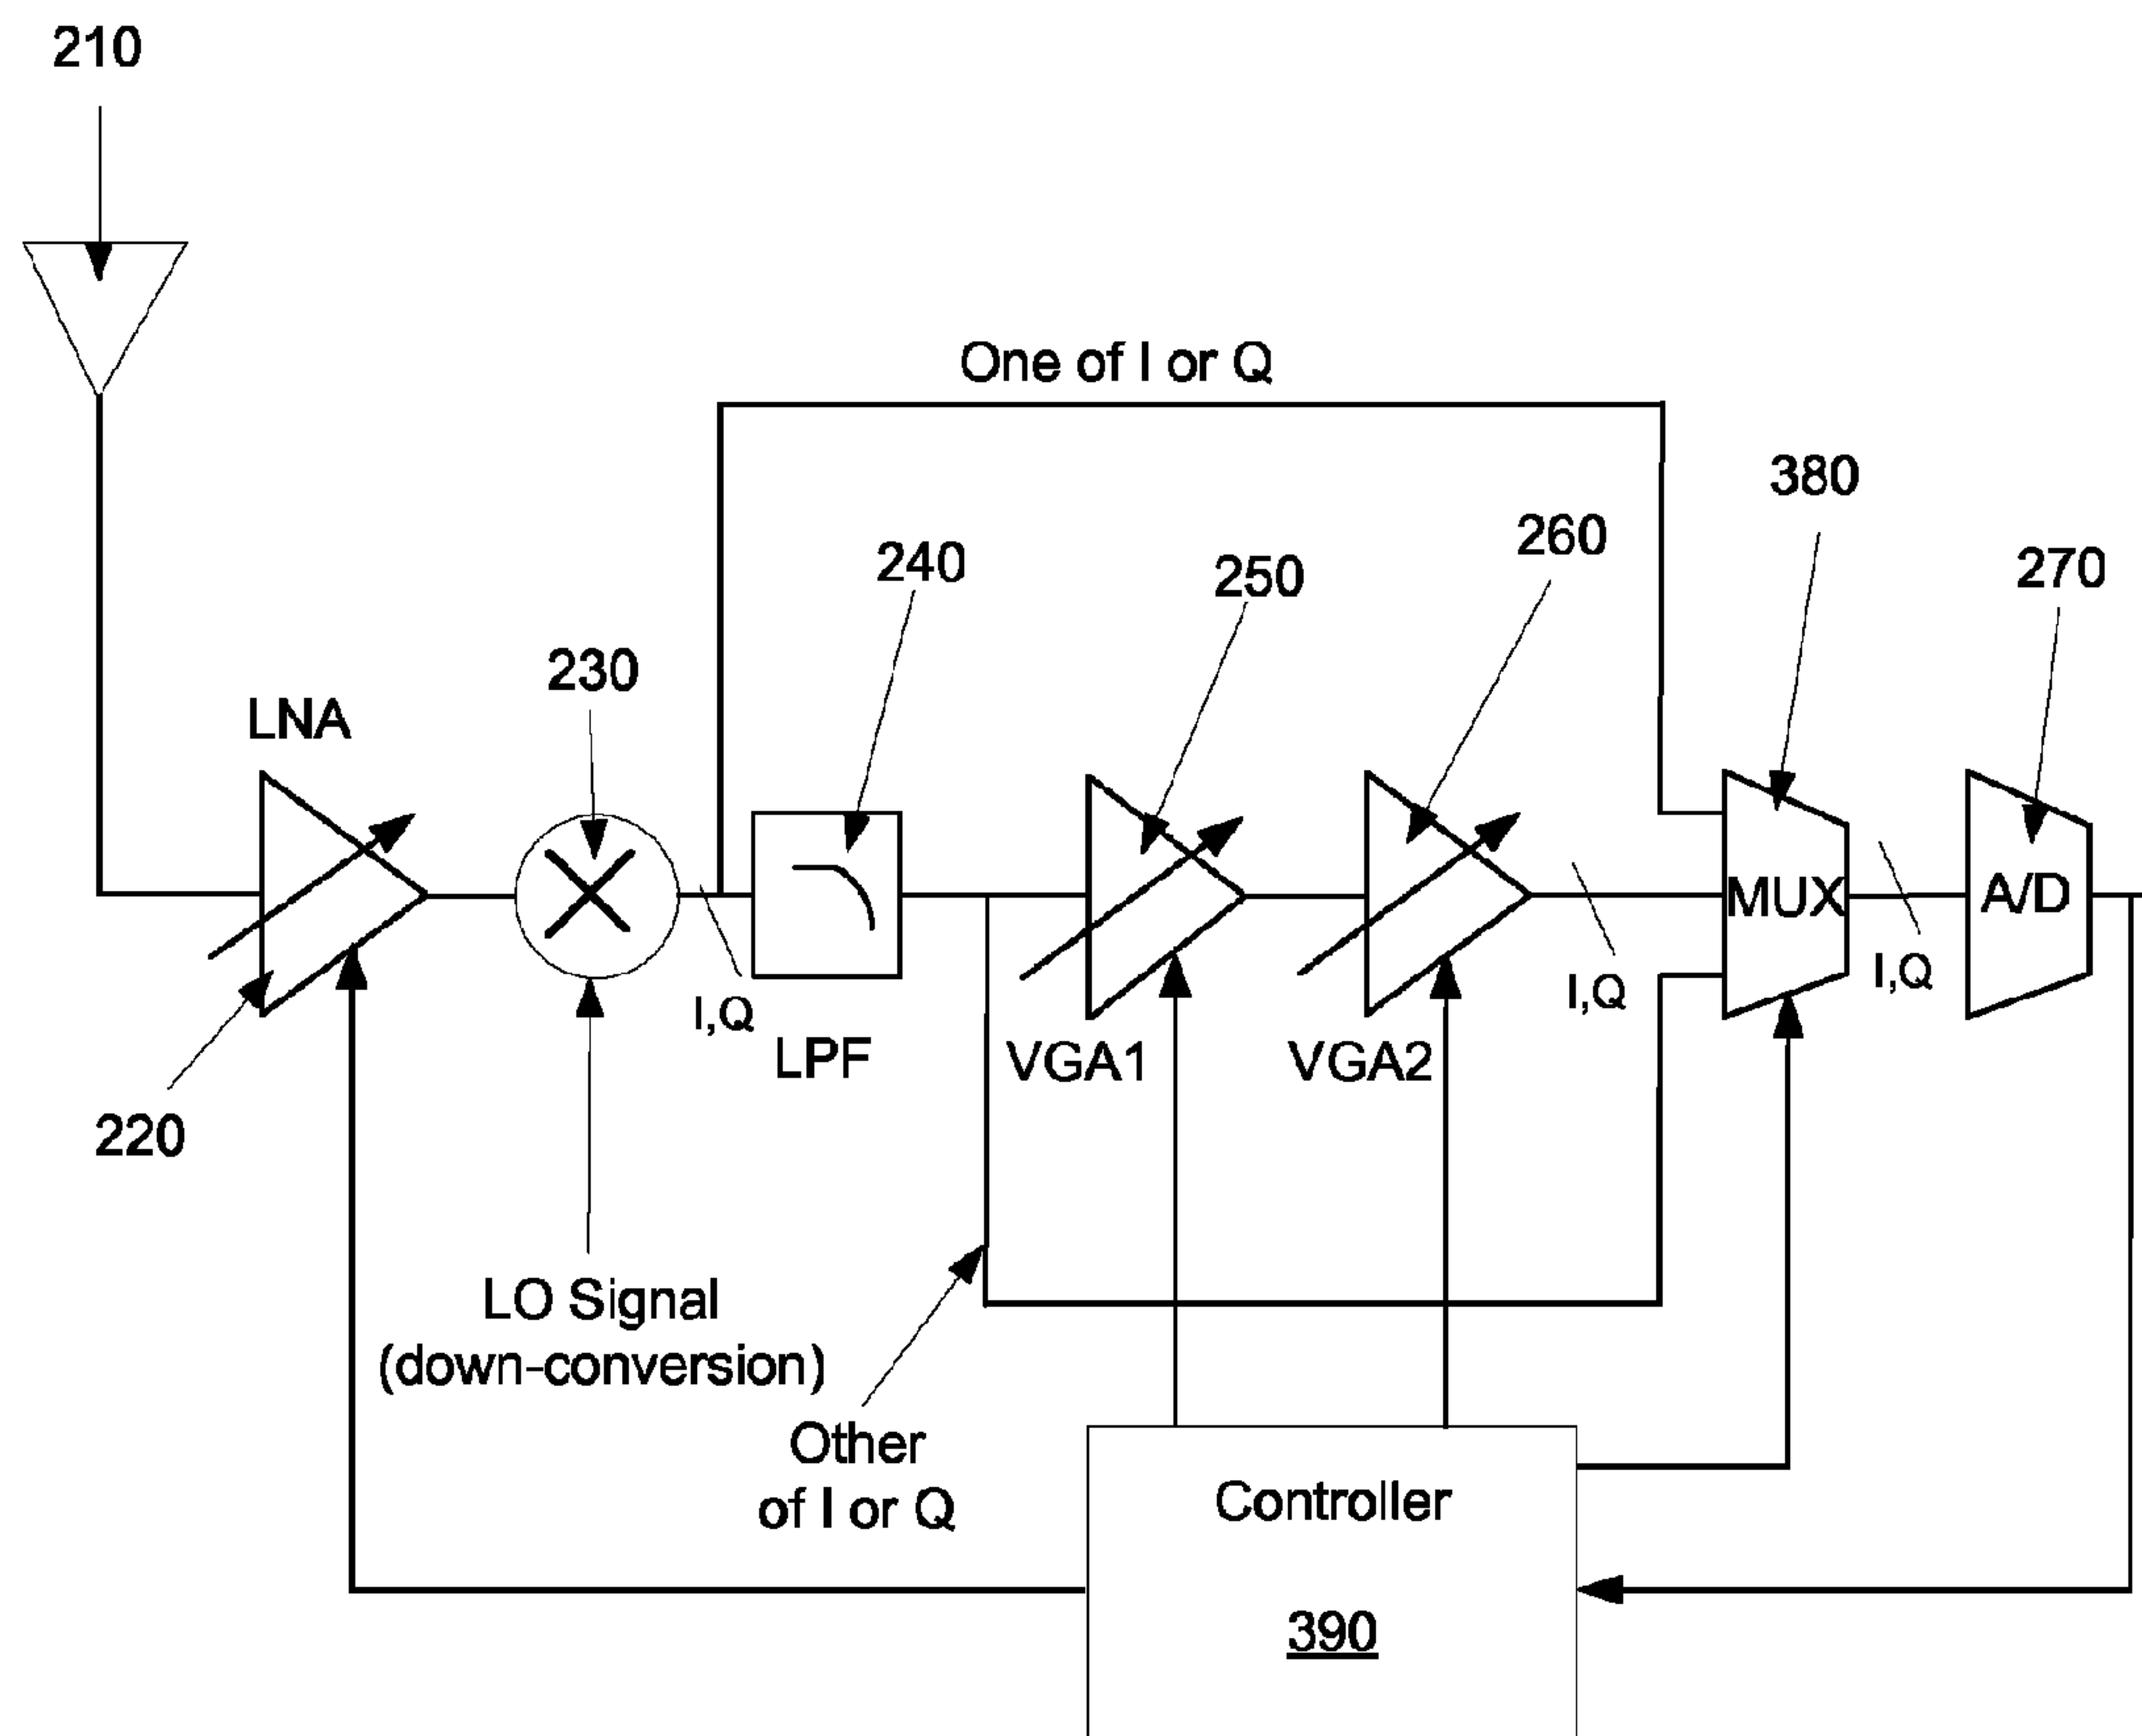 210
One of I or Q
380
260
270
240
250
230
LNA
MUX
A/D
I,Q
I,Q
I,Q
LPF
VGA1
VGA2
220
LO Signal
(down-conversion)
Other
of I or Q
Controller
390